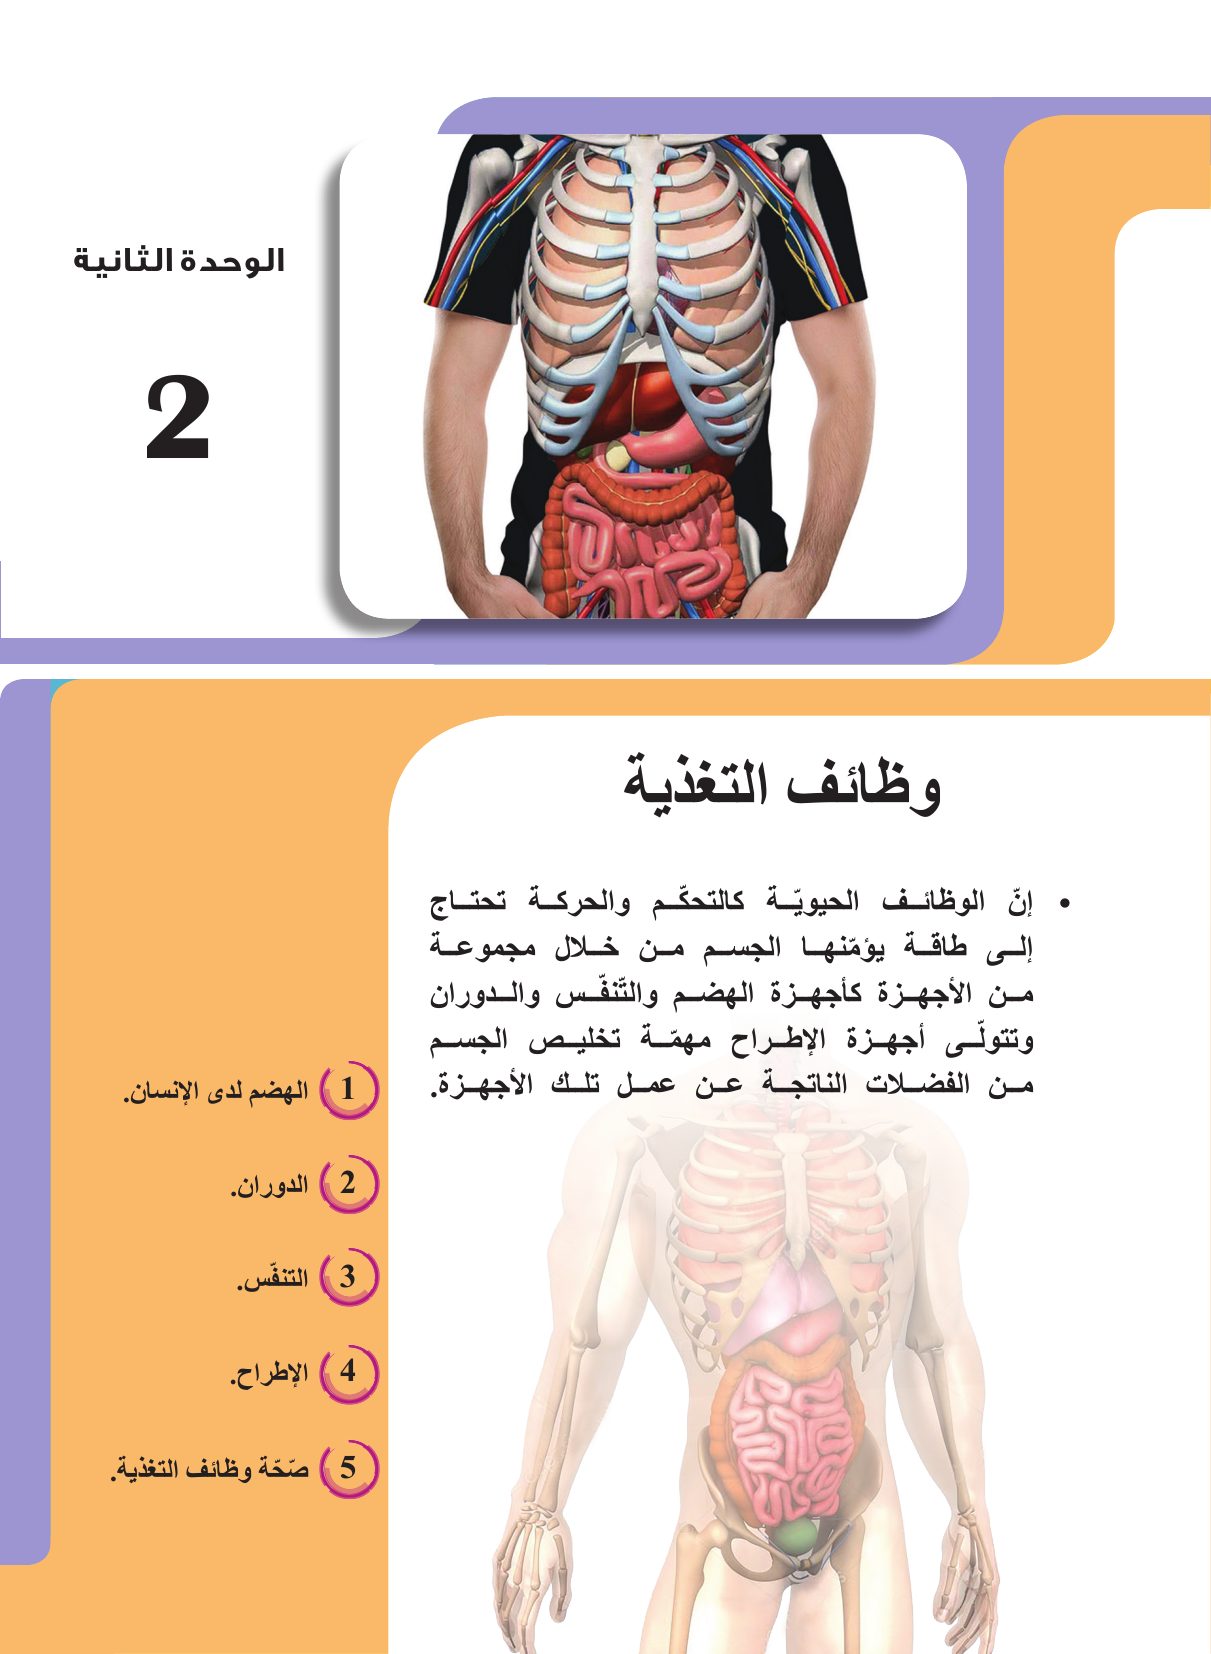 الوحدة الثانية
2
وظائف التغذية
• إنّ الوظائف الحيويّة كالتحكّم والحركة تحتاج
إلى طاقة يؤمّنها الجسم من خلال مجموعة
من الأجهزة كأجهزة الهضم والتّنفّس والدوران
وتتولّى أجهزة الإطراح مهمّة تخليص الجسم
من الفضلات الناتجة عن عمل تلك الأجهزة.
1 الهضم لدى الإنسان.
2 الدوران.
3 التنفّس.
4 الإطراح.
5 صّحّة وظائف التغذية.